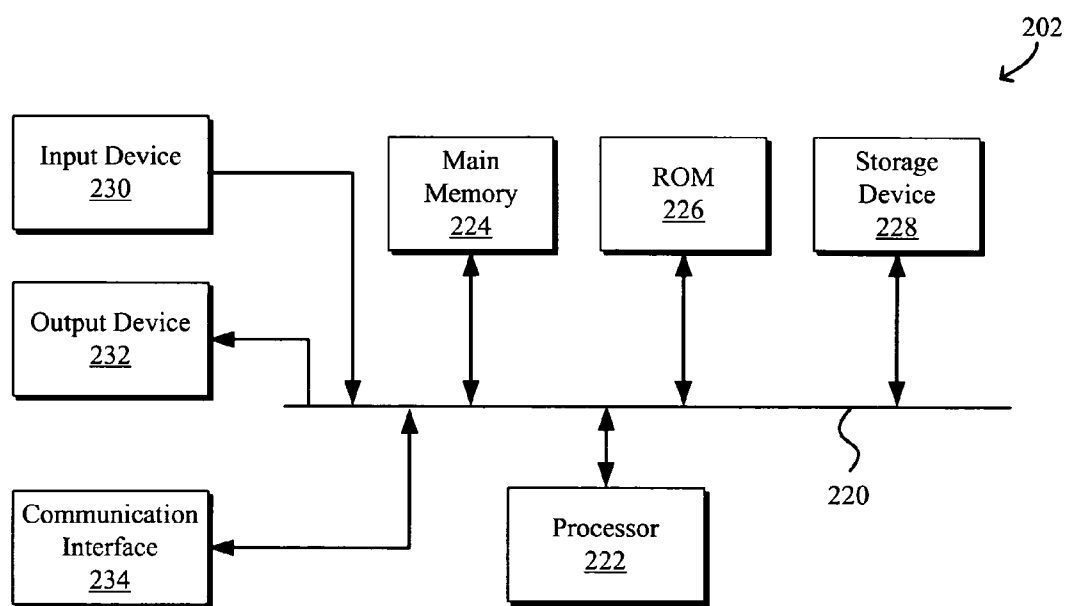 202
Input Device
230
Main
Memory
224
ROM
226
Storage
Device
228
Output Device
232
220
Communication
Interface
234
Processor
222